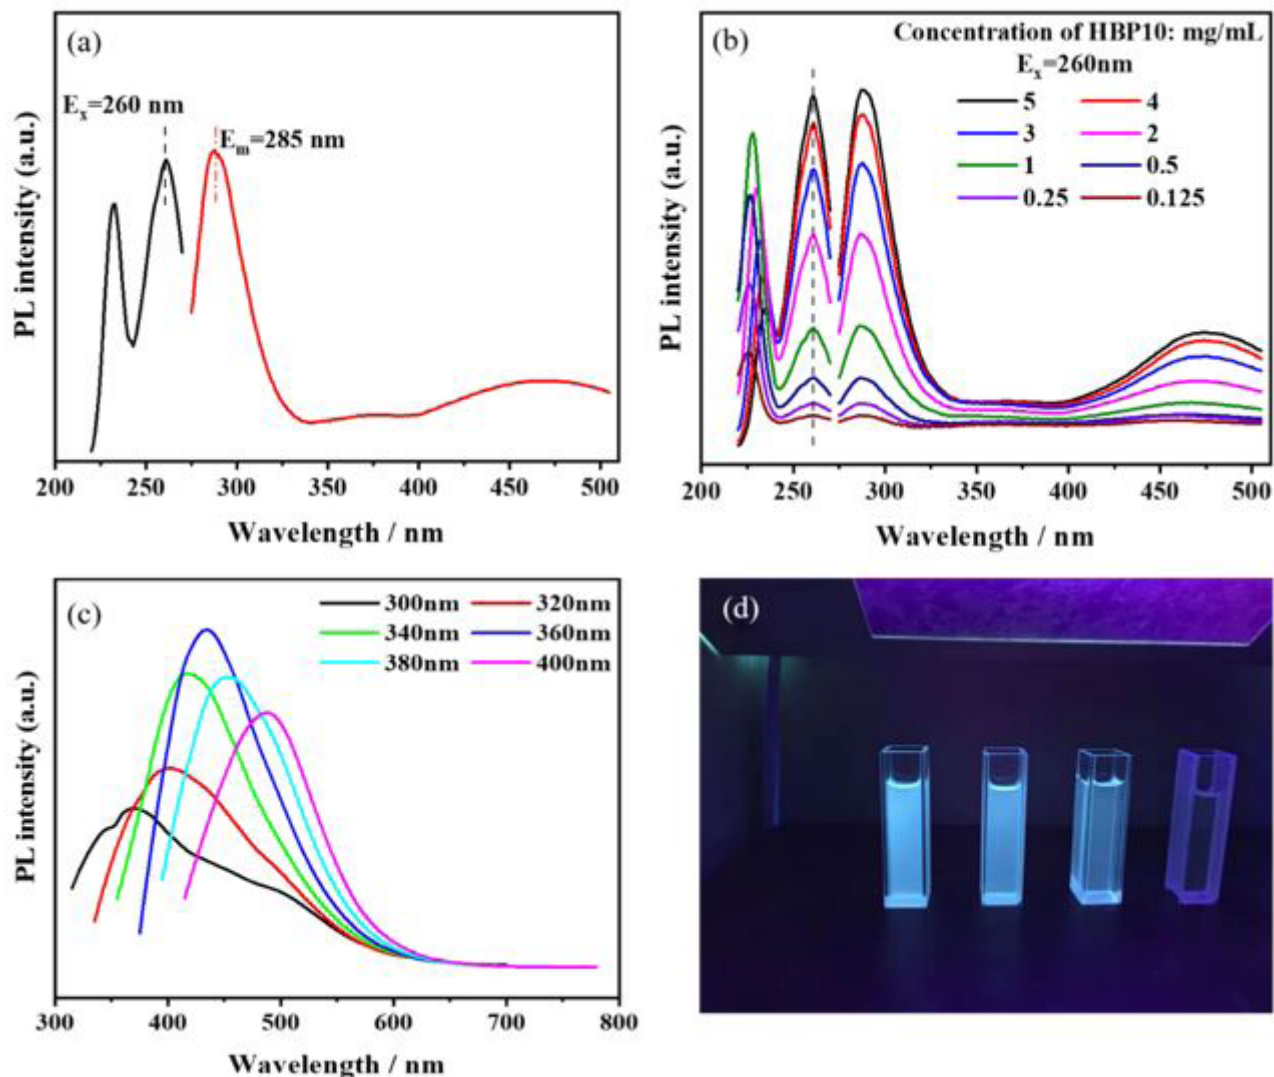 (a)
Ex=260 nm
Em=285 nm
PL intensity (a.u.)
200 250 300 350 400 450 500
Wavelength / nm
(b)
Concentration of HBP10: mg/mL
Ex=260nm
5 4
3 2
1 0.5
0.25 0.125
PL intensity (a.u.)
200 250 300 350 400 450 500
Wavelength / nm
(c)
300nm 320nm
340nm 360nm
380nm 400nm
PL intensity (a.u.)
300 400 500 600 700 800
Wavelength / nm
(d)